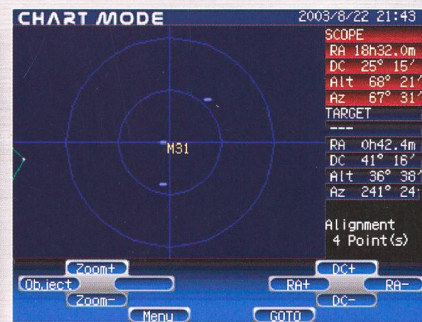 CHART MODE
2003/8/22 21:43
SCOPE
RA 18h32.0m
DC 25° 15′
Alt 68° 21′
Az 67° 31′
TARGET
---
RA 0h42.4m
DC 41° 16′
Alt 36° 38′
Az 241° 24′
M31
Alignment
4 Point(s)
Zoom+
DC+
Object
RA+
RA-
Zoom-
DC-
Menu
GOTO